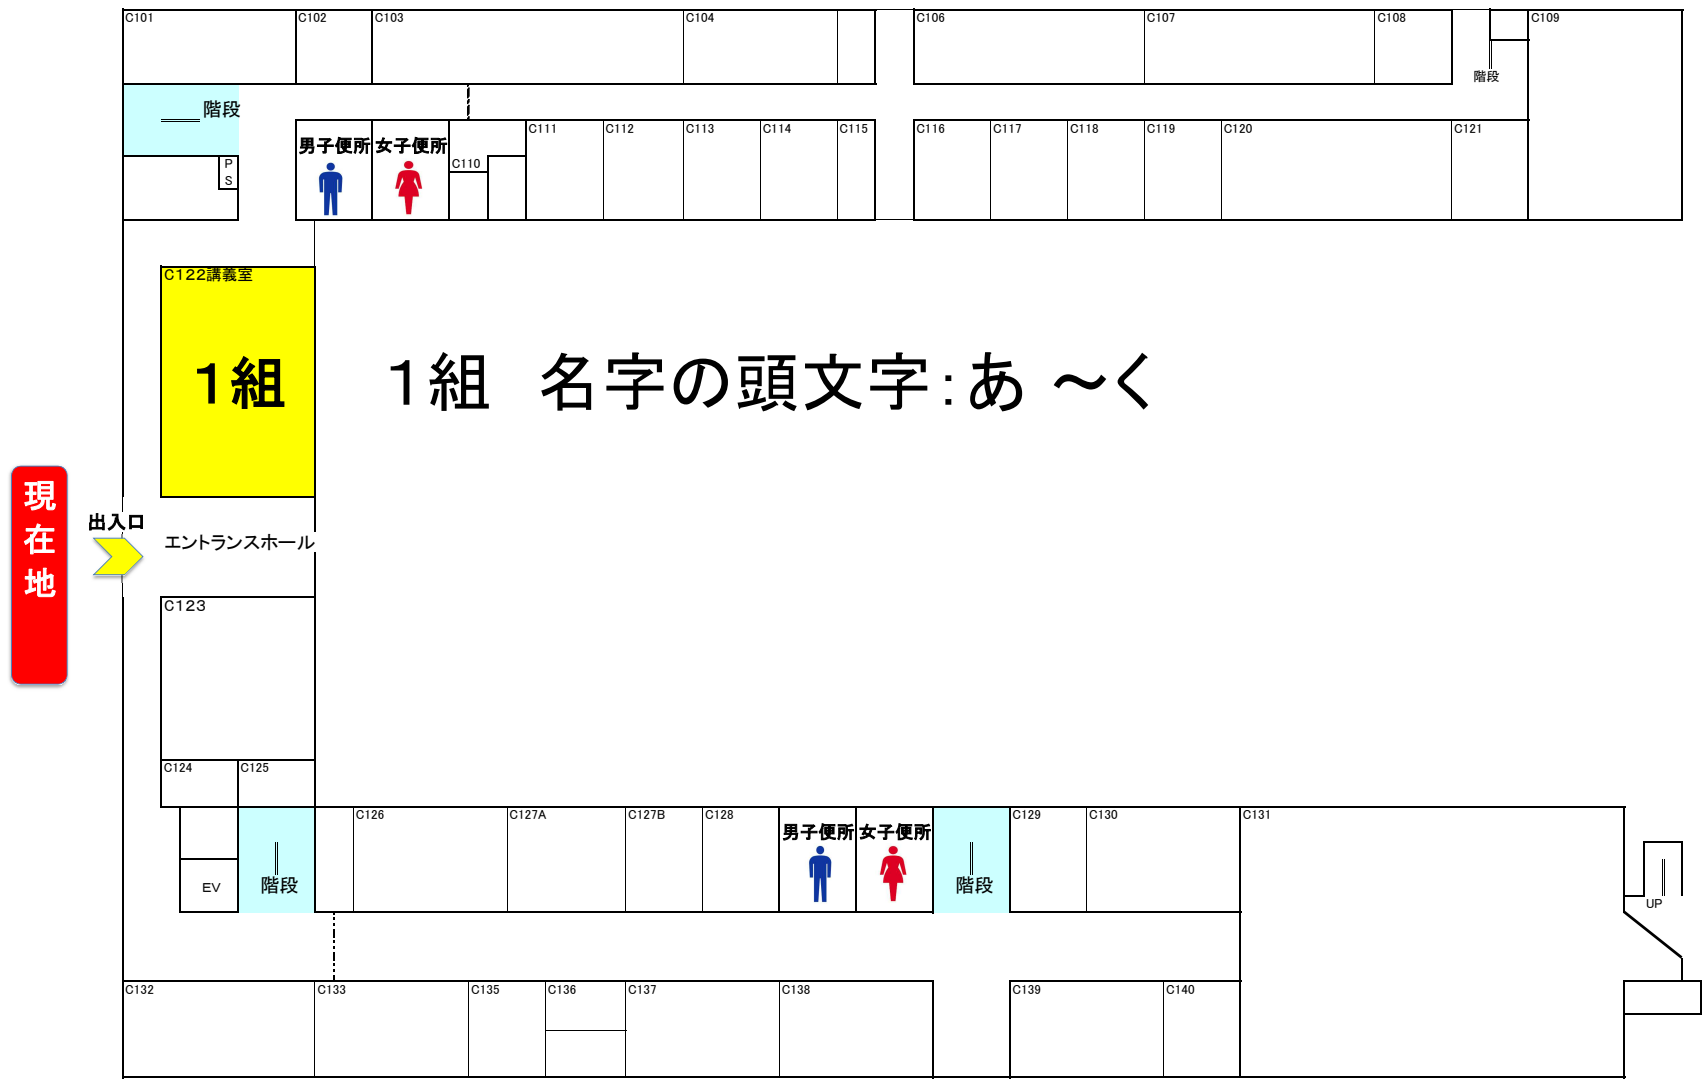 C101
C102
C103
C104
C106
C107
C108
C109
階段
階段
男子便所
女子便所
C110
C111
C112
C113
C114
C115
C116
C117
C118
C119
C120
C121
P
S
C122講義室
1組
1組 名字の頭文字:あ ～く
現在地
出入口
エントランスホール
C123
C124
C125
C126
C127A
C127B
C128
男子便所
女子便所
C129
C130
C131
EV
階段
階段
UP
C132
C133
C135
C136
C137
C138
C139
C140